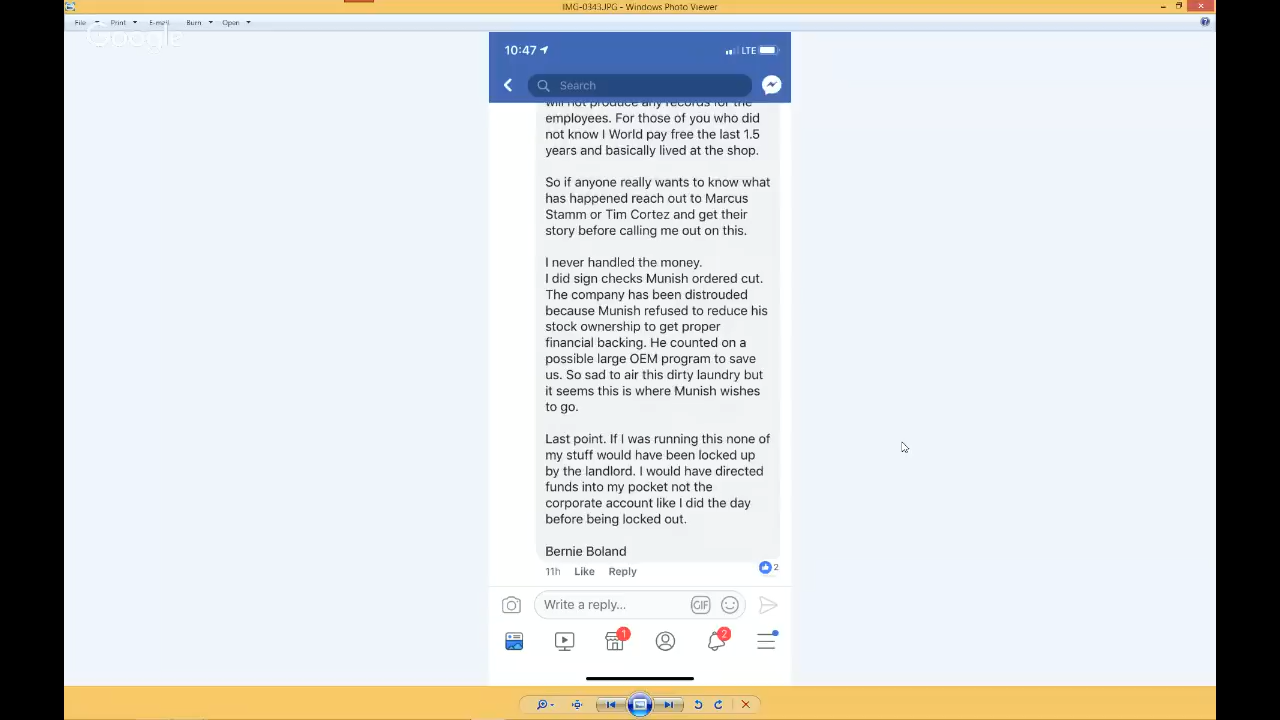 IMG-0343.JPG - Windows Photo Viewer
File Print E-mail Burn Open
Google
10:47 LTE
Search
will not produce any records for the
employees. For those of you who did
not know I World pay free the last 1.5
years and basically lived at the shop.
So if anyone really wants to know what
has happened reach out to Marcus
Stamm or Tim Cortez and get their
story before calling me out on this.
I never handled the money.
I did sign checks Munish ordered cut.
The company has been distrouded
because Munish refused to reduce his
stock ownership to get proper
financial backing. He counted on a
possible large OEM program to save
us. So sad to air this dirty laundry but
it seems this is where Munish wishes
to go.
Last point. If I was running this none of
my stuff would have been locked up
by the landlord. I would have directed
funds into my pocket not the
corporate account like I did the day
before being locked out.
Bernie Boland
11h Like Reply 2
Write a reply... GIF
1 2